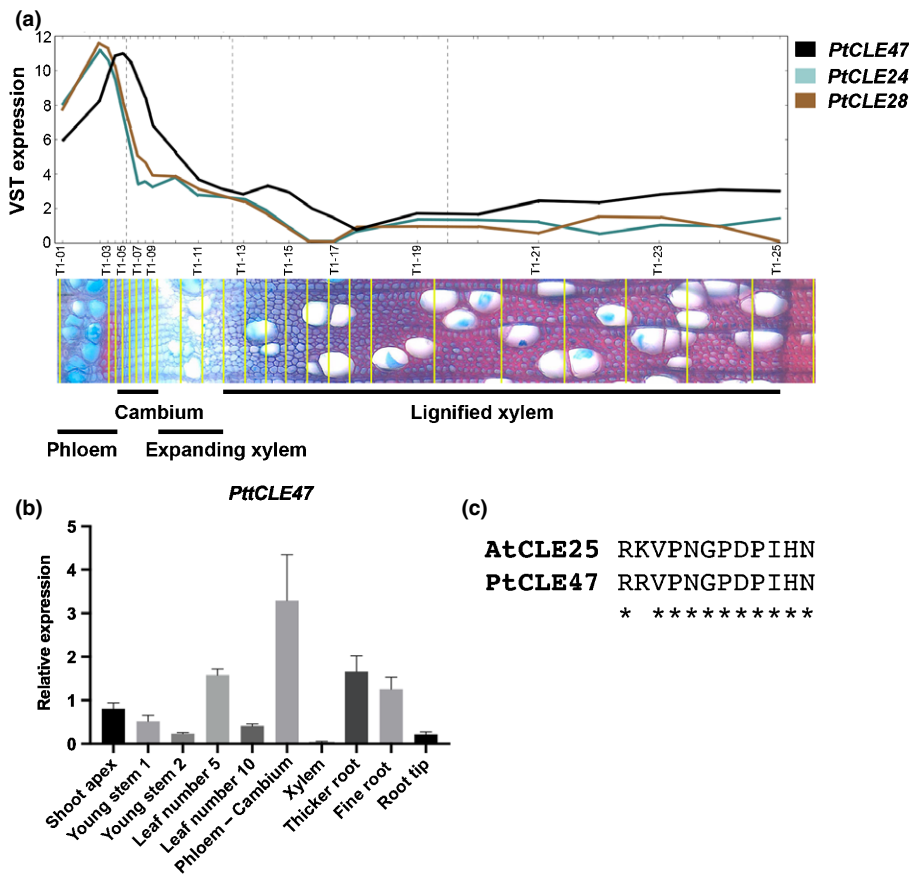 (a)
12
10
8
6
4
2
0
VST expression
PtCLE47
PtCLE24
PtCLE28
T1-01
T1-03
T1-05
T1-07
T1-09
T1-11
T1-13
T1-15
T1-17
T1-19
T1-21
T1-23
T1-25
Cambium
Lignified xylem
Phloem
Expanding xylem
(b)
PttCLE47
5
4
3
2
1
0
Relative expression
Shoot apex
Young stem 1
Young stem 2
Leaf number 5
Leaf number 10
Phloem – Cambium
Xylem
Thicker root
Fine root
Root tip
(c)
AtCLE25 RKVPNGPDPIHN
PtCLE47 RRVPNGPDPIHN
* **********